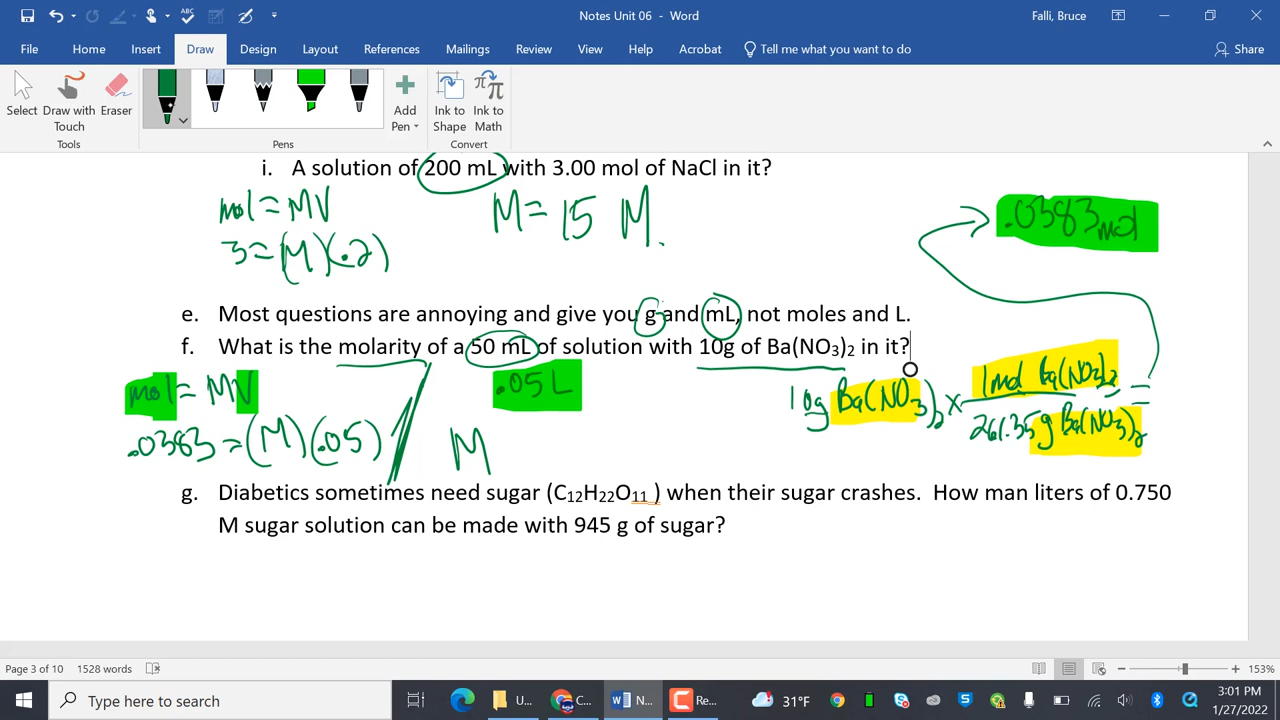 Notes Unit 06 - Word
Falli, Bruce
File Home Insert Draw Design Layout References Mailings Review View Help Acrobat Tell me what you want to do Share
Select
Draw with Touch
Eraser
Add Pen
Ink to Shape
Ink to Math
Tools Pens Convert
i. A solution of 200 mL with 3.00 mol of NaCl in it?
mol = MV
M = 15 M.
.0383 mol
3 = (M)(.2)
e. Most questions are annoying and give you g and mL, not moles and L.
f. What is the molarity of a 50 mL of solution with 10g of Ba(NO3)2 in it?
mol = MV
.05 L
10g Ba(NO3)2 x 1 mol Ba(NO3)2 =
261.35 g Ba(NO3)2
.0383 = (M)(.05)
M
g. Diabetics sometimes need sugar (C12H22O11 ) when their sugar crashes. How man liters of 0.750
M sugar solution can be made with 945 g of sugar?
Page 3 of 10 1528 words 153%
Type here to search
U...
C...
N...
Re...
31°F
3:01 PM
1/27/2022